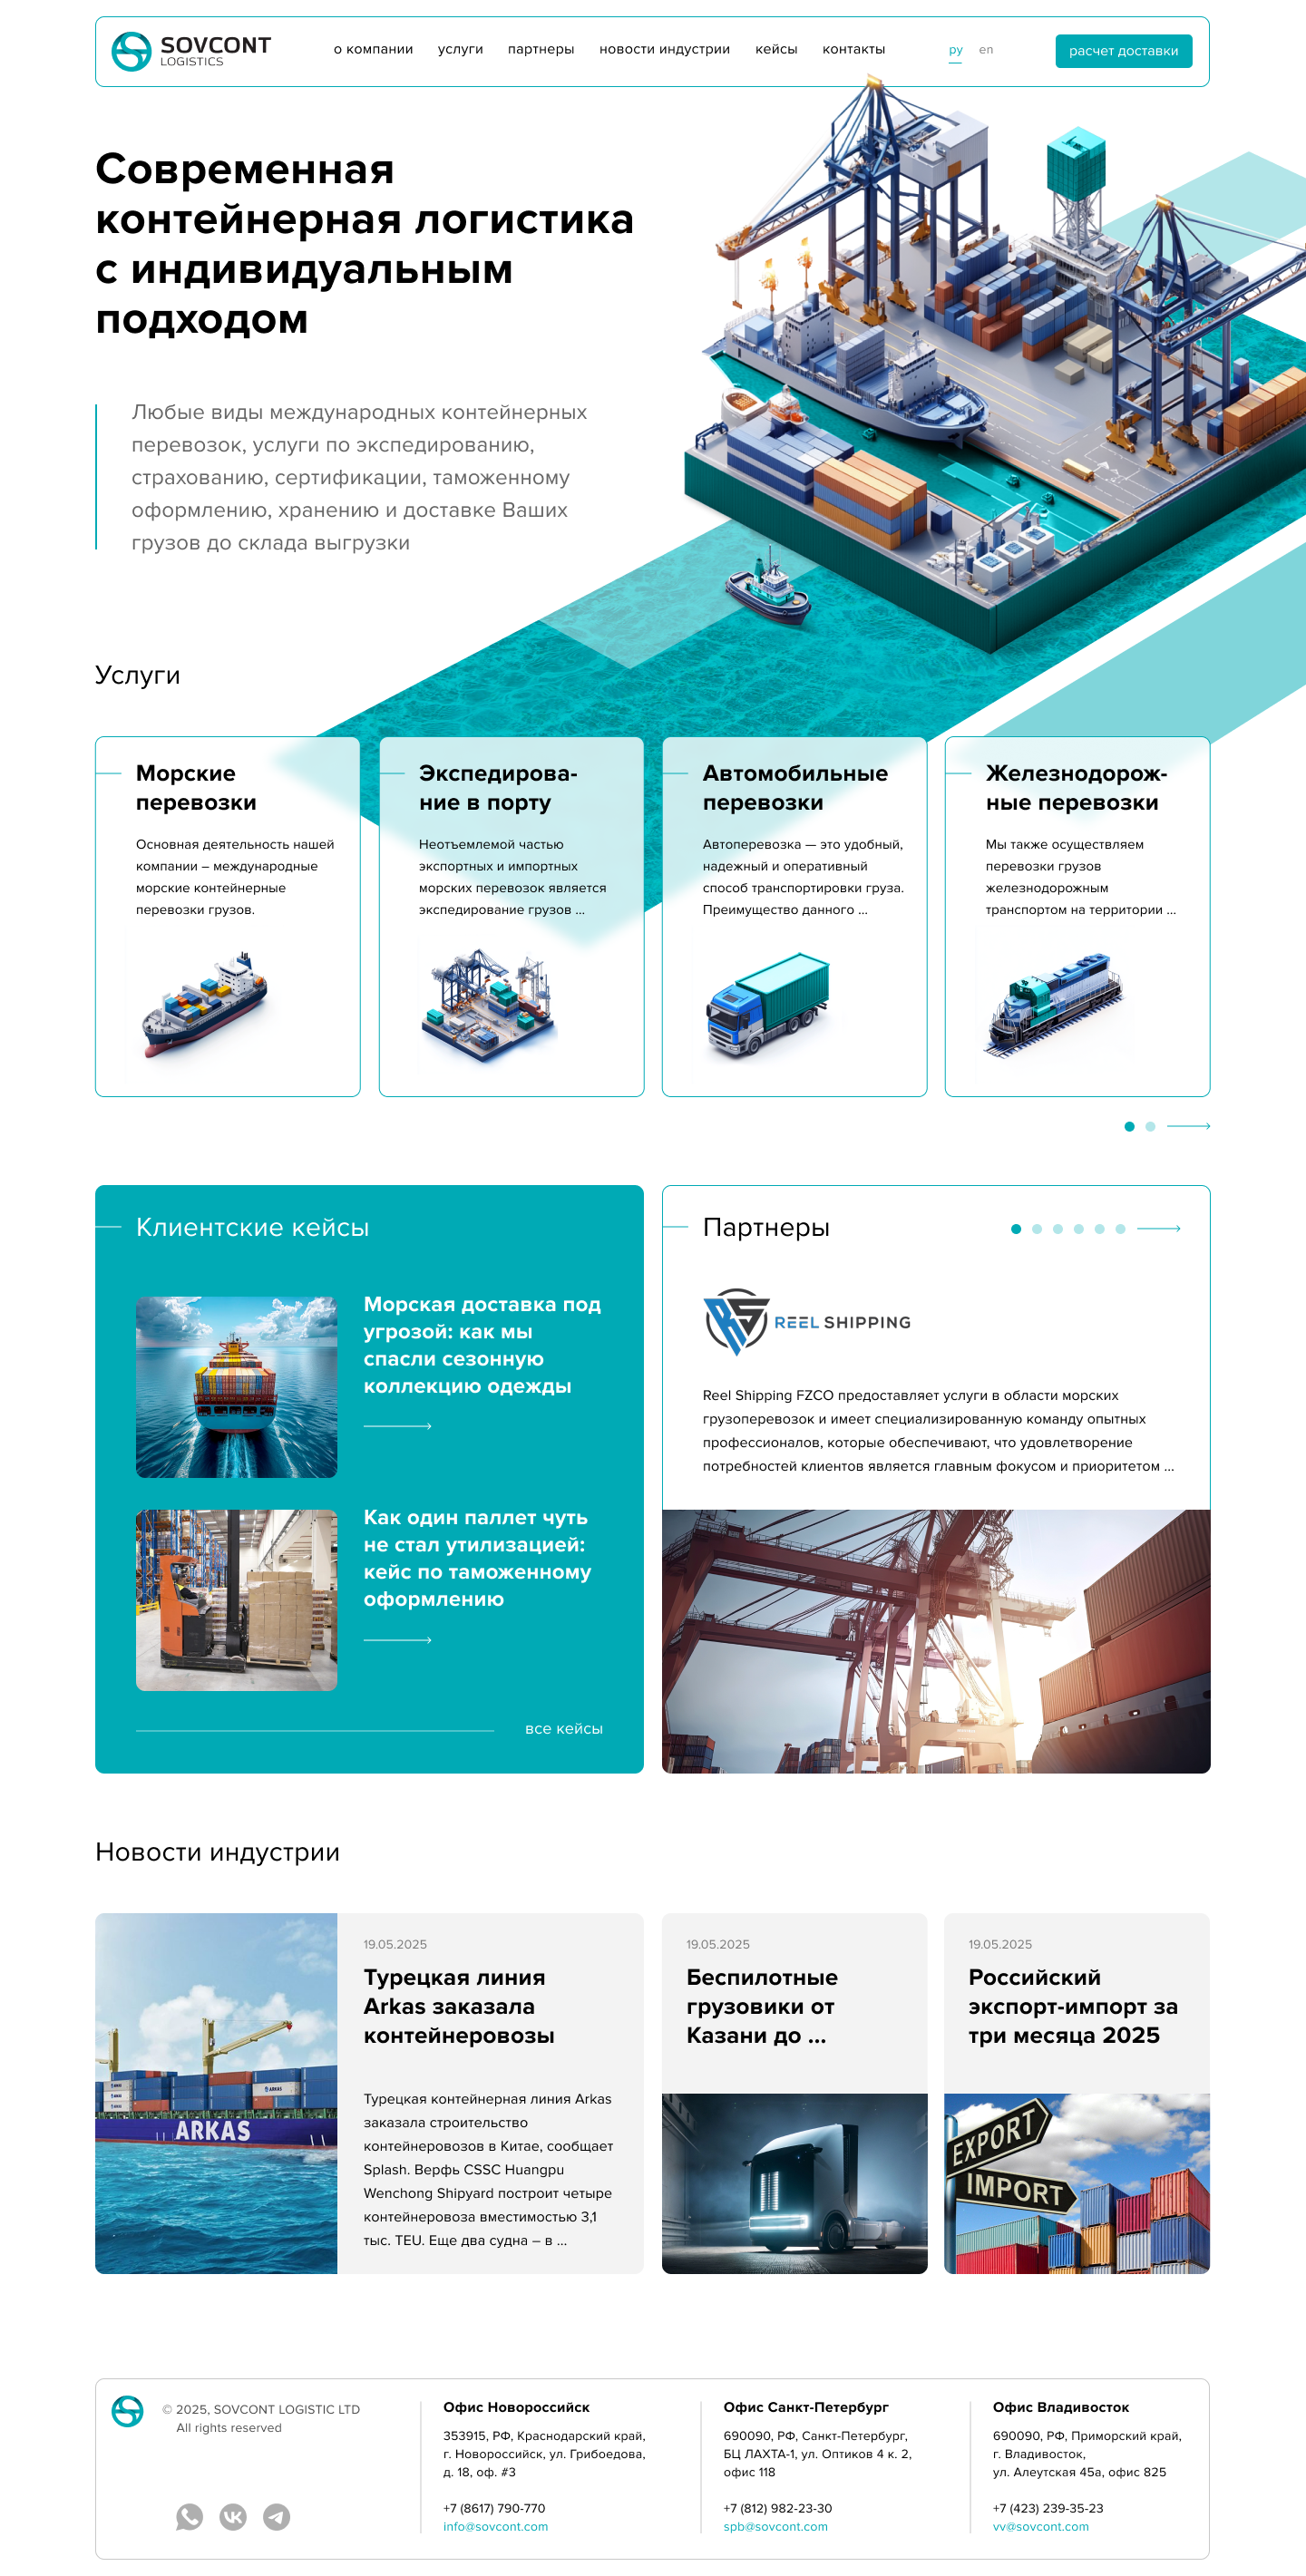 SOVCONT
LOGISTICS
о компании
услуги
партнеры
новости индустрии
кейсы
контакты
ру
en
расчет доставки
Современная
контейнерная логистика
с индивидуальным
подходом
Любые виды международных контейнерных
перевозок, услуги по экспедированию,
страхованию, сертификации, таможенному
оформлению, хранению и доставке Ваших
грузов до склада выгрузки
Услуги
Морские
перевозки
Основная деятельность нашей
компании – международные
морские контейнерные
перевозки грузов.
Экспедирова-
ние в порту
Неотъемлемой частью
экспортных и импортных
морских перевозок является
экспедирование грузов ...
Автомобильные
перевозки
Автоперевозка — это удобный,
надежный и оперативный
способ транспортировки груза.
Преимущество данного ...
Железнодорож-
ные перевозки
Мы также осуществляем
перевозки грузов
железнодорожным
транспортом на территории ...
Клиентские кейсы
Морская доставка под
угрозой: как мы
спасли сезонную
коллекцию одежды
Как один паллет чуть
не стал утилизацией:
кейс по таможенному
оформлению
все кейсы
Партнеры
REEL SHIPPING
Reel Shipping FZCO предоставляет услуги в области морских
грузоперевозок и имеет специализированную команду опытных
профессионалов, которые обеспечивают, что удовлетворение
потребностей клиентов является главным фокусом и приоритетом ...
Новости индустрии
ARKAS
ARKAS
19.05.2025
Турецкая линия
Arkas заказала
контейнеровозы
Турецкая контейнерная линия Arkas
заказала строительство
контейнеровозов в Китае, сообщает
Splash. Верфь CSSC Huangpu
Wenchong Shipyard построит четыре
контейнеровоза вместимостью 3,1
тыс. TEU. Еще два судна – в ...
19.05.2025
Беспилотные
грузовики от
Казани до ...
19.05.2025
Российский
экспорт-импорт за
три месяца 2025
EXPORT
IMPORT
© 2025, SOVCONT LOGISTIC LTD
All rights reserved
Офис Новороссийск
353915, РФ, Краснодарский край,
г. Новороссийск, ул. Грибоедова,
д. 18, оф. #3
+7 (8617) 790-770
info@sovcont.com
Офис Санкт-Петербург
690090, РФ, Санкт-Петербург,
БЦ ЛАХТА-1, ул. Оптиков 4 к. 2,
офис 118
+7 (812) 982-23-30
spb@sovcont.com
Офис Владивосток
690090, РФ, Приморский край,
г. Владивосток,
ул. Алеутская 45а, офис 825
+7 (423) 239-35-23
vv@sovcont.com